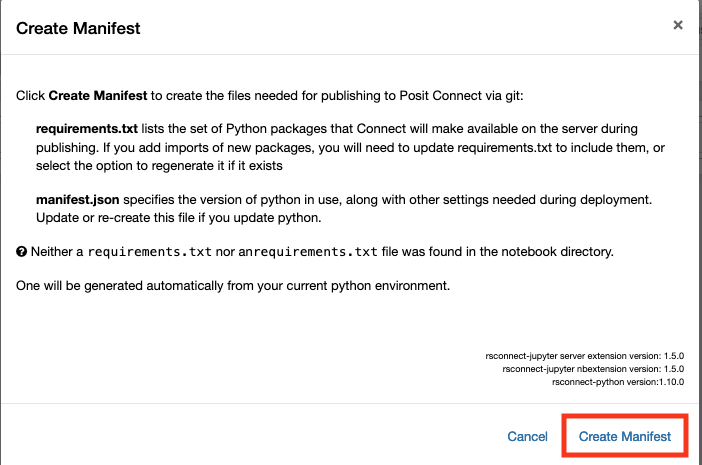 Create Manifest
×
Click Create Manifest to create the files needed for publishing to Posit Connect via git:
requirements.txt lists the set of Python packages that Connect will make available on the server during
publishing. If you add imports of new packages, you will need to update requirements.txt to include them, or
select the option to regenerate it if it exists
manifest.json specifies the version of python in use, along with other settings needed during deployment.
Update or re-create this file if you update python.
? Neither a requirements.txt nor anrequirements.txt file was found in the notebook directory.
One will be generated automatically from your current python environment.
rsconnect-jupyter server extension version: 1.5.0
rsconnect-jupyter nbextension version: 1.5.0
rsconnect-python version:1.10.0
Cancel Create Manifest